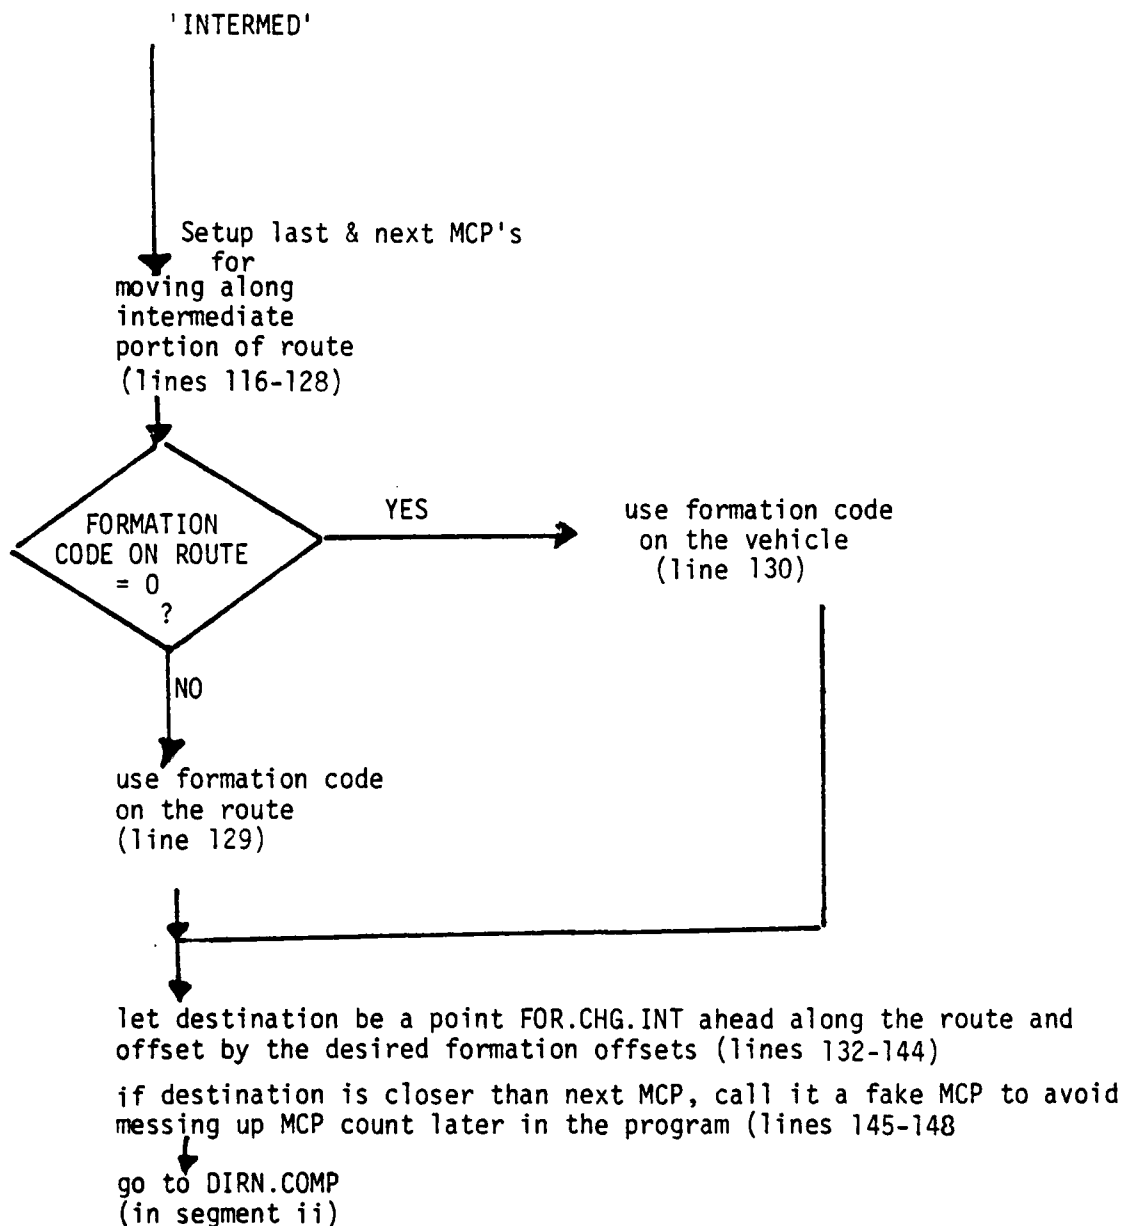 'INTERMED'
Setup last & next MCP's
for
moving along
intermediate
portion of route
(lines 116-128)
FORMATION
CODE ON ROUTE
= 0
?
YES
use formation code
on the vehicle
(line 130)
NO
use formation code
on the route
(line 129)
let destination be a point FOR.CHG.INT ahead along the route and
offset by the desired formation offsets (lines 132-144)
if destination is closer than next MCP, call it a fake MCP to avoid
messing up MCP count later in the program (lines 145-148
go to DIRN.COMP
(in segment ii)